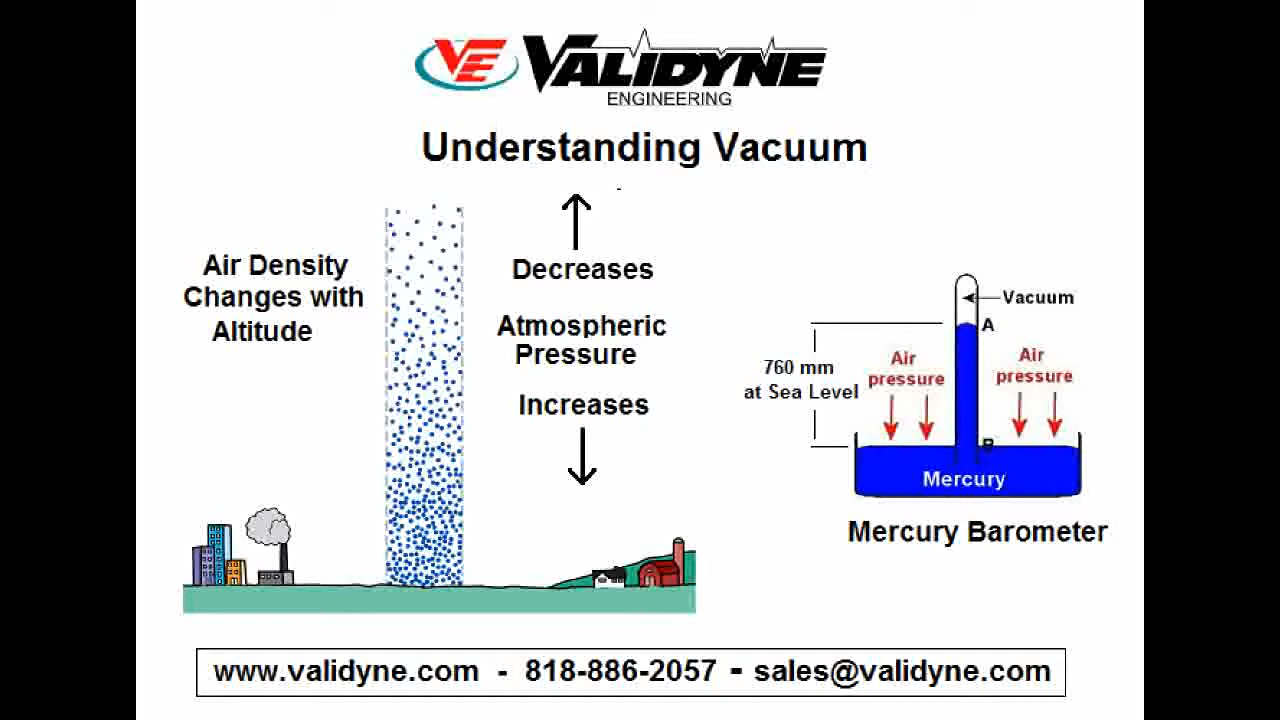 VE VALIDYNE
ENGINEERING
Understanding Vacuum
Air Density
Changes with
Altitude
Decreases
Atmospheric
Pressure
Increases
Vacuum
A
760 mm
at Sea Level
Air
pressure
Air
pressure
B
Mercury
Mercury Barometer
www.validyne.com - 818-886-2057 - sales@validyne.com